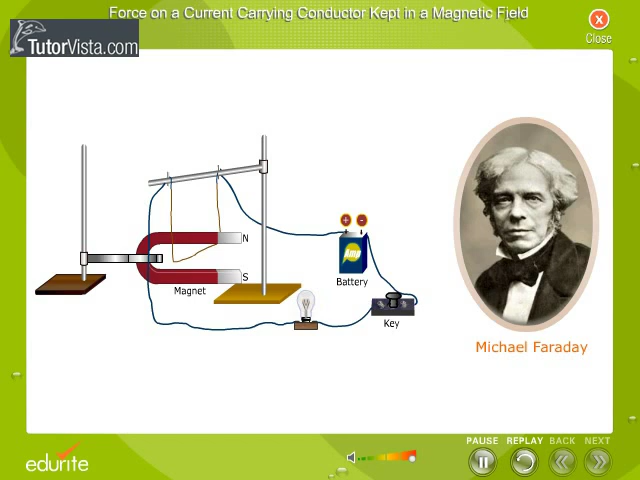 Force on a Current Carrying Conductor Kept in a Magnetic Field
TutorVista.com
X
Close
N
S
Magnet
+ -
Amp
Battery
Key
Michael Faraday
PAUSE REPLAY BACK NEXT
edurite